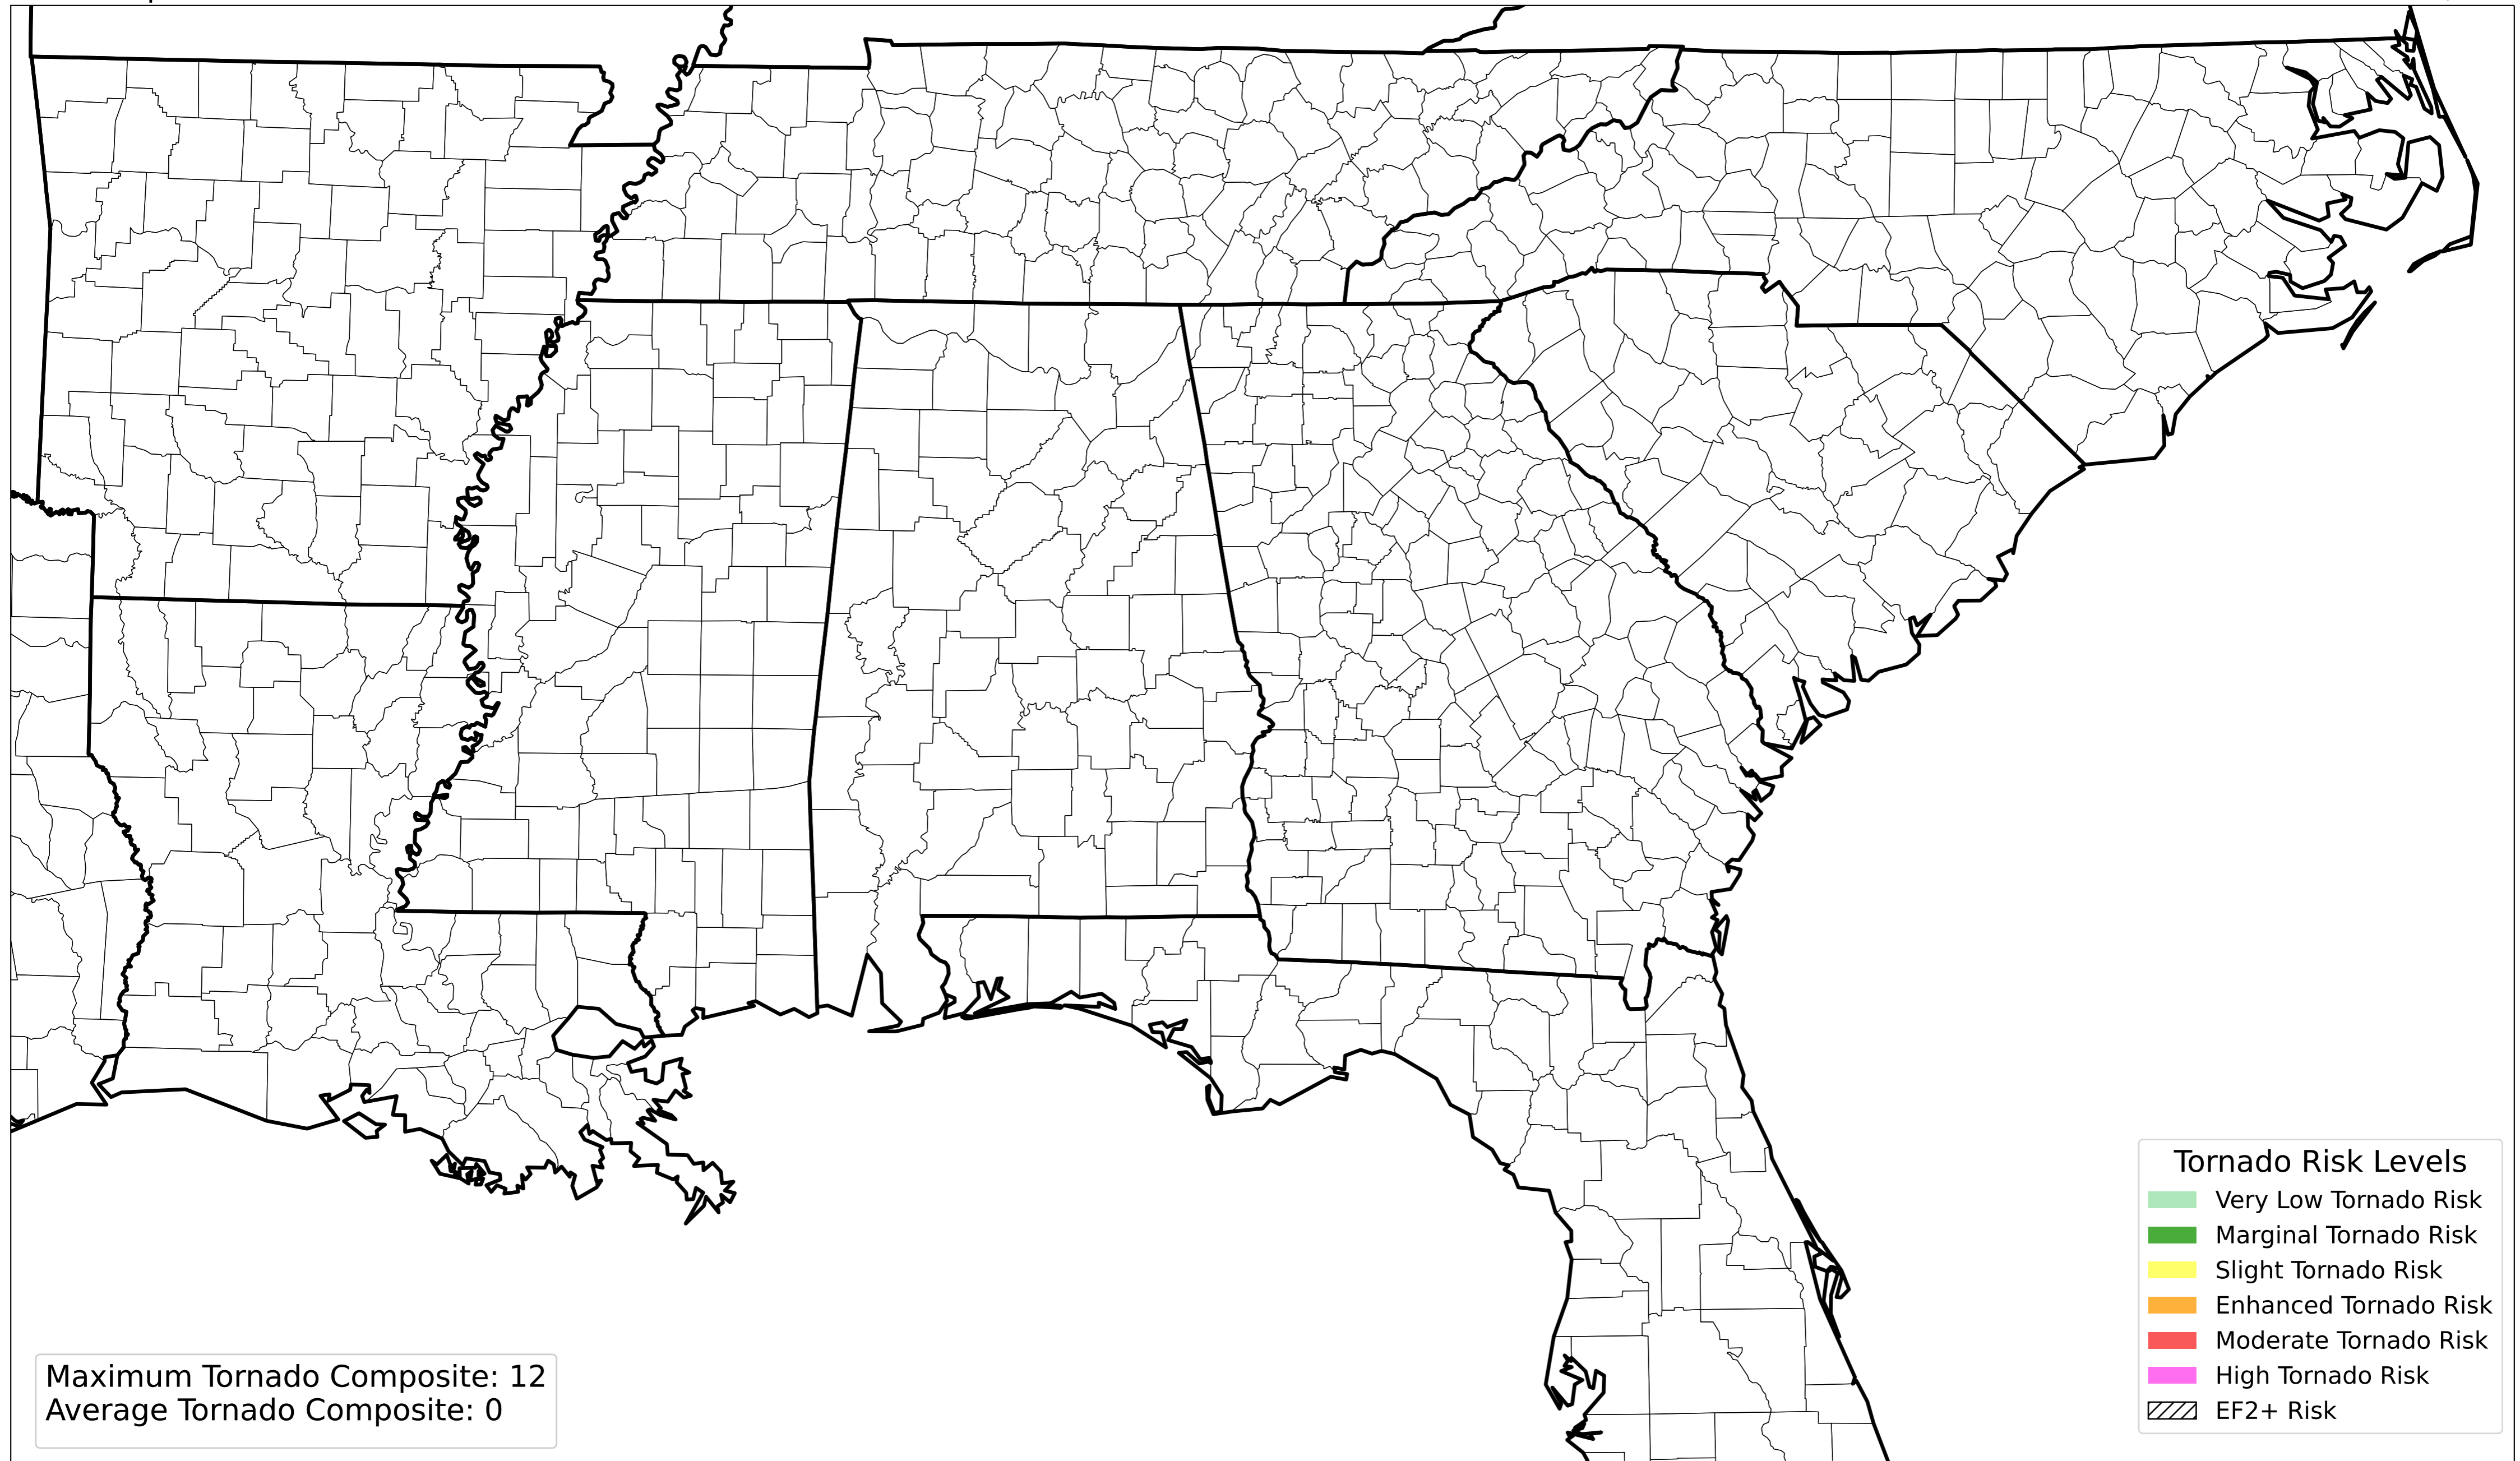 Tornado Risk Levels
Very Low Tornado Risk
Marginal Tornado Risk
Slight Tornado Risk
Enhanced Tornado Risk
Moderate Tornado Risk
High Tornado Risk
EF2+ Risk
Maximum Tornado Composite: 12
Average Tornado Composite: 0